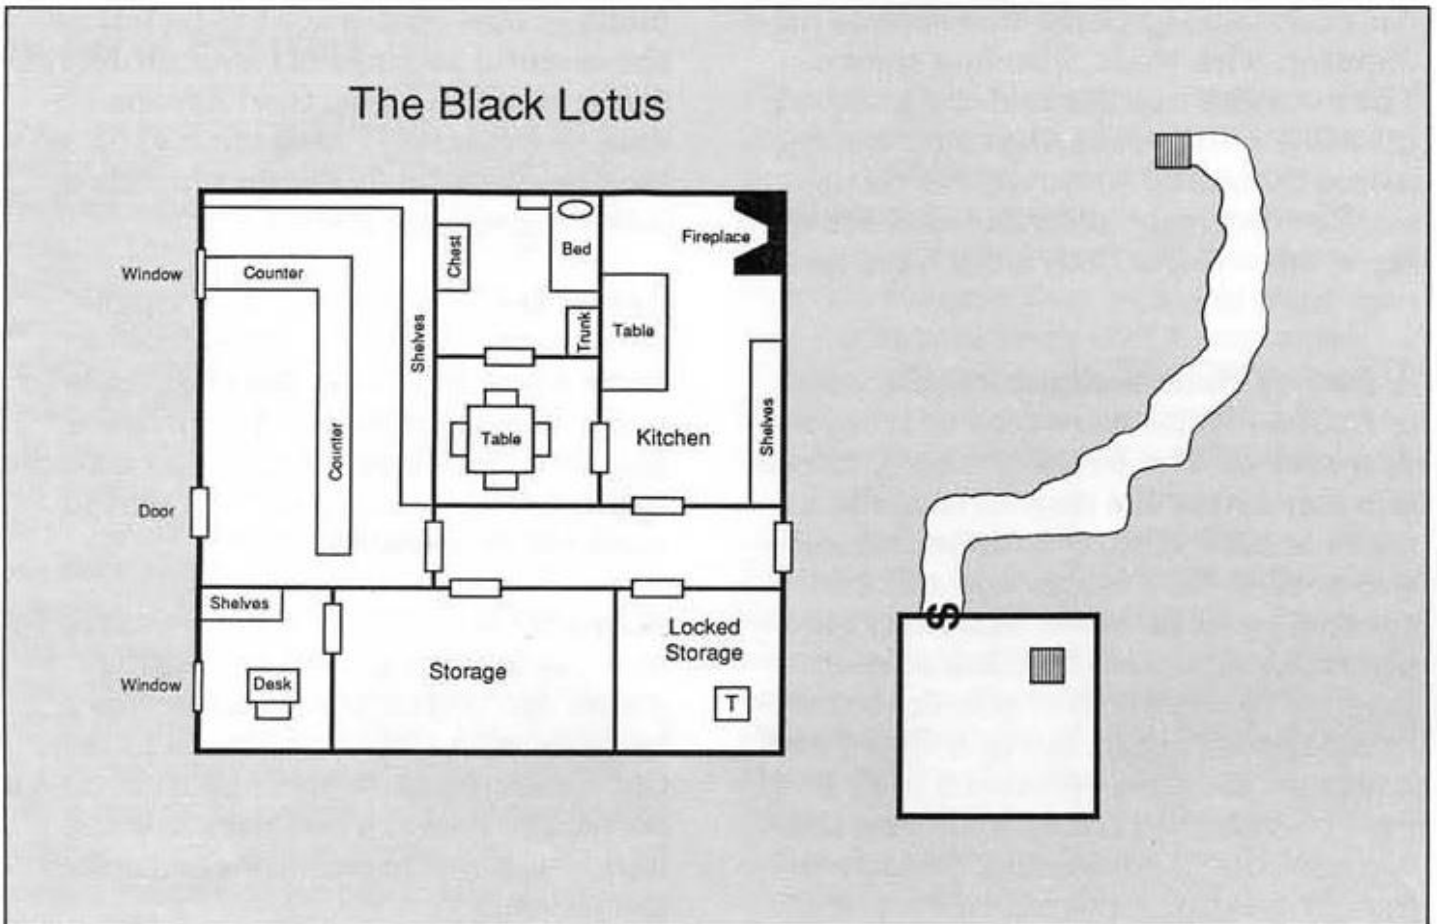 The Black Lotus
Window
Counter
Shelves
Chest
Bed
Trunk
Fireplace
Table
Counter
Table
Kitchen
Shelves
Door
Shelves
Window
Desk
Storage
Locked
Storage
T
S